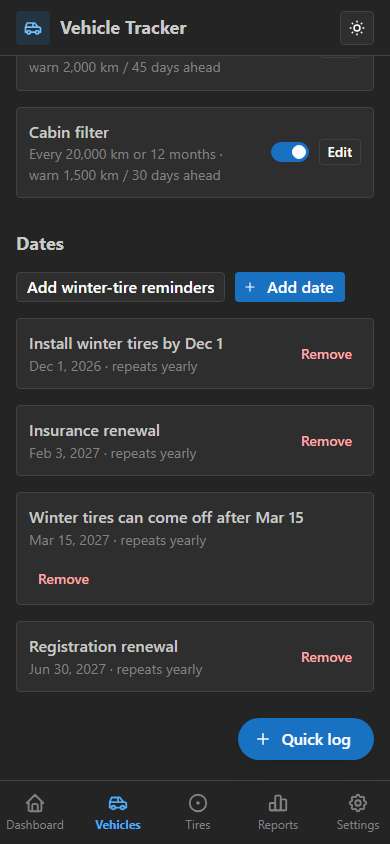 Vehicle Tracker
warn 2,000 km / 45 days ahead
Cabin filter
Every 20,000 km or 12 months ·
warn 1,500 km / 30 days ahead
Edit
Dates
Add winter-tire reminders
+ Add date
Install winter tires by Dec 1
Dec 1, 2026 · repeats yearly
Remove
Insurance renewal
Feb 3, 2027 · repeats yearly
Remove
Winter tires can come off after Mar 15
Mar 15, 2027 · repeats yearly
Remove
Registration renewal
Jun 30, 2027 · repeats yearly
Remove
+ Quick log
Dashboard
Vehicles
Tires
Reports
Settings